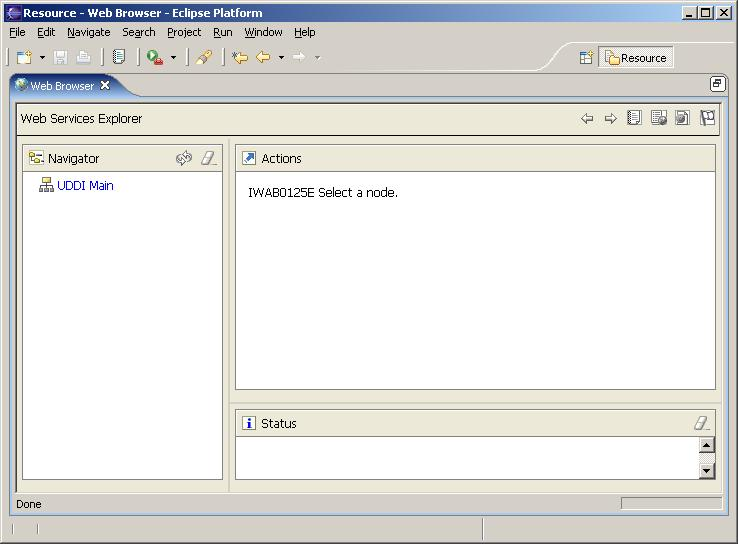 Resource - Web Browser - Eclipse Platform
File Edit Navigate Search Project Run Window Help
Resource
Web Browser
Web Services Explorer
Navigator
UDDI Main
Actions
IWAB0125E Select a node.
Status
Done